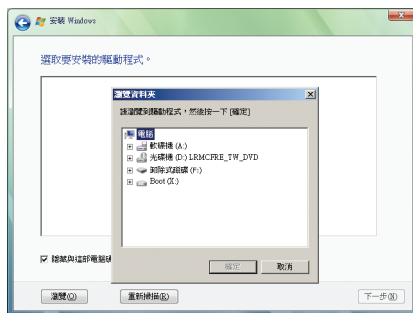 安裝 Windows
選取要安裝的驅動程式。
瀏覽資料夾
請瀏覽到驅動程式，然後按一下 [確定]
電腦
軟碟機 (A:)
光碟機 (D:) LRMCFRE_TW_DVD
卸除式磁碟 (F:)
Boot (X:)
隱藏與這部電腦硬
確定
取消
瀏覽(O)
重新掃描(R)
下一步(N)